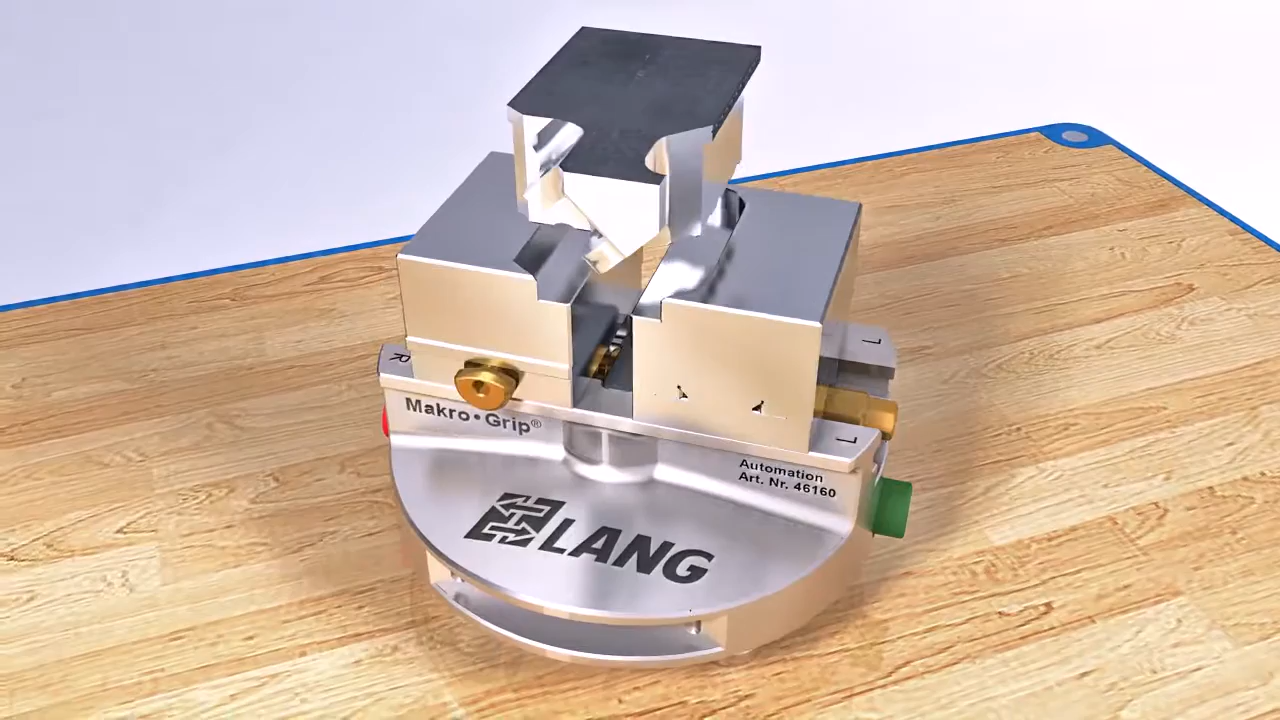 R
L
Makro•Grip®
L
Automation
Art. Nr. 46160
LANG